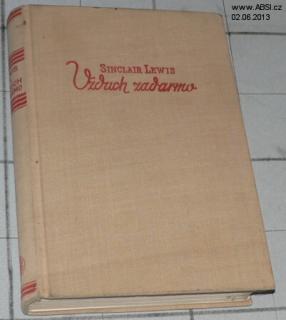 www.ABSI.cz
02.06.2013
SINCLAIR LEWIS
Vzduch zadarmo